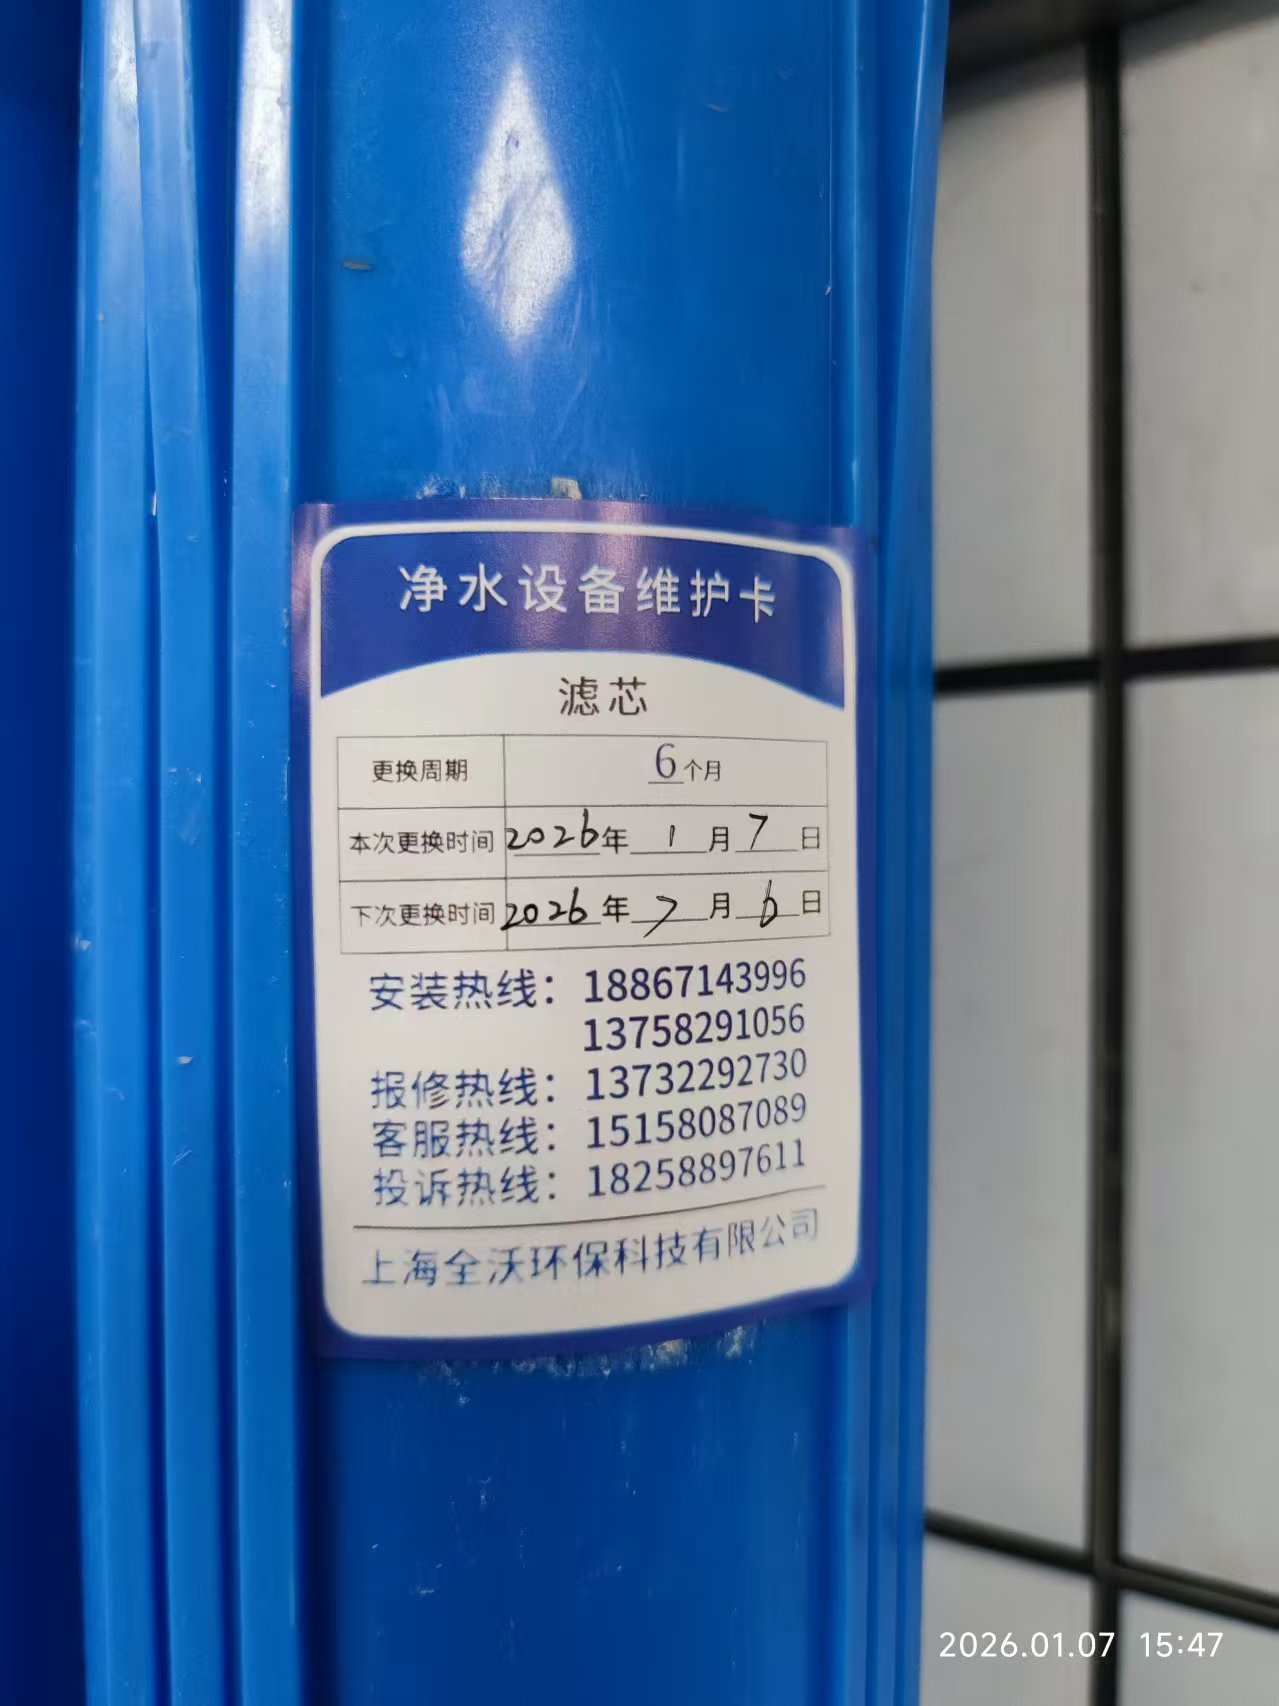 净水设备维护卡
滤芯
更换周期 6个月
本次更换时间 2026年 1 月 7 日
下次更换时间 2026年 7 月 6 日
安装热线：18867143996
13758291056
报修热线：13732292730
客服热线：15158087089
投诉热线：18258897611
上海全沃环保科技有限公司
2026.01.07 15:47